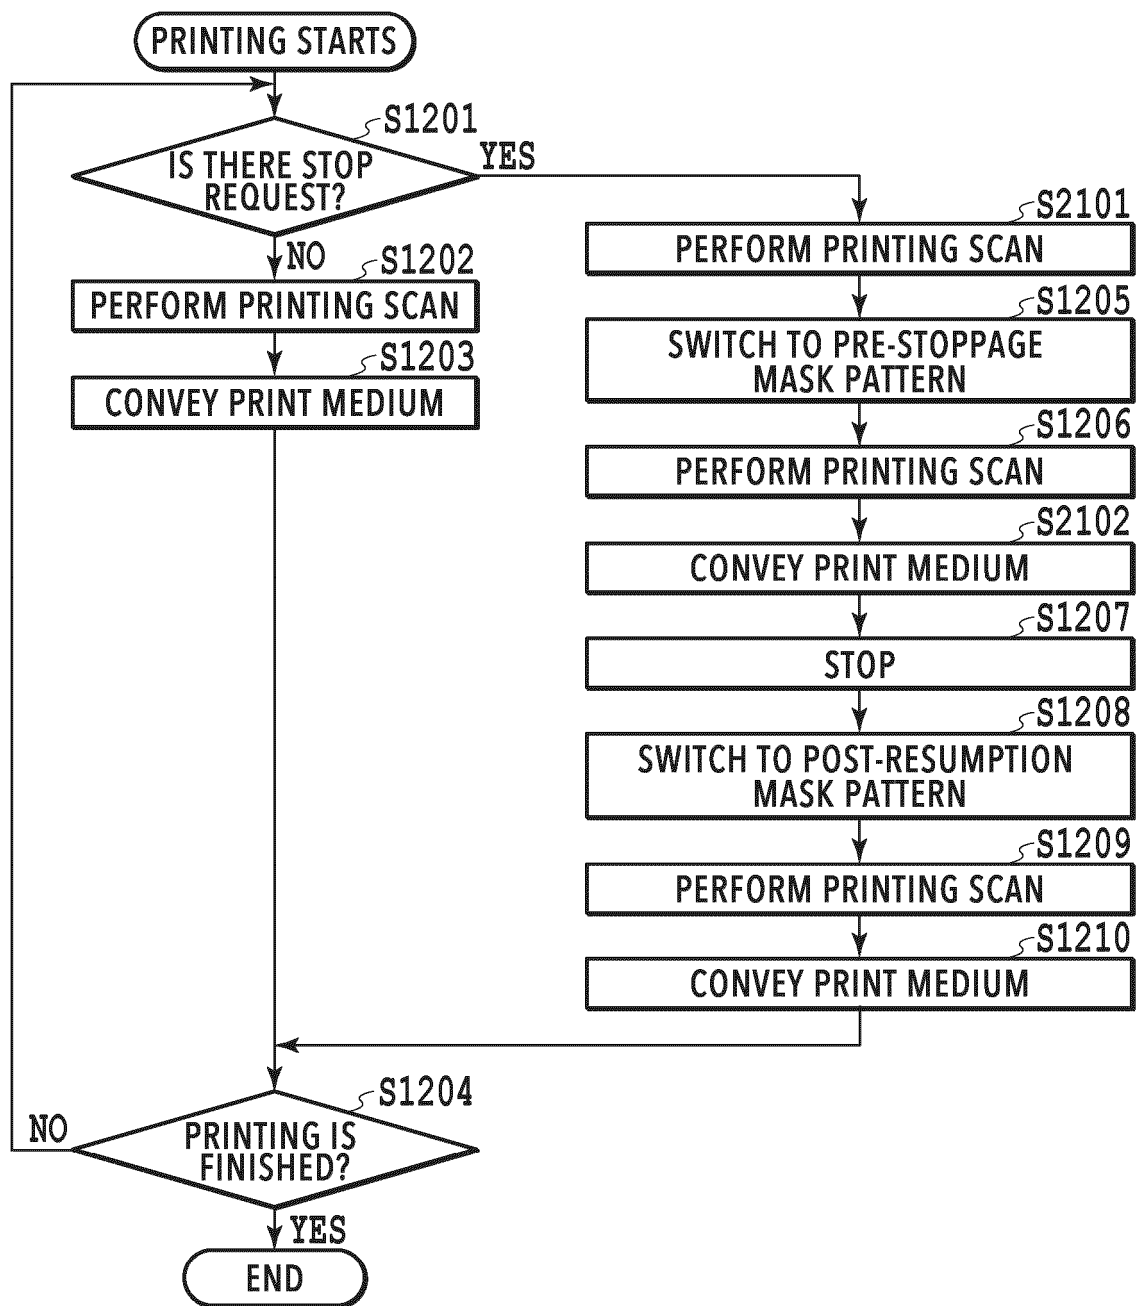 PRINTING STARTS
S1201
IS THERE STOP
REQUEST?
YES
NO
S1202
PERFORM PRINTING SCAN
S1203
CONVEY PRINT MEDIUM
S2101
PERFORM PRINTING SCAN
S1205
SWITCH TO PRE-STOPPAGE
MASK PATTERN
S1206
PERFORM PRINTING SCAN
S2102
CONVEY PRINT MEDIUM
S1207
STOP
S1208
SWITCH TO POST-RESUMPTION
MASK PATTERN
S1209
PERFORM PRINTING SCAN
S1210
CONVEY PRINT MEDIUM
S1204
PRINTING IS
FINISHED?
NO
YES
END